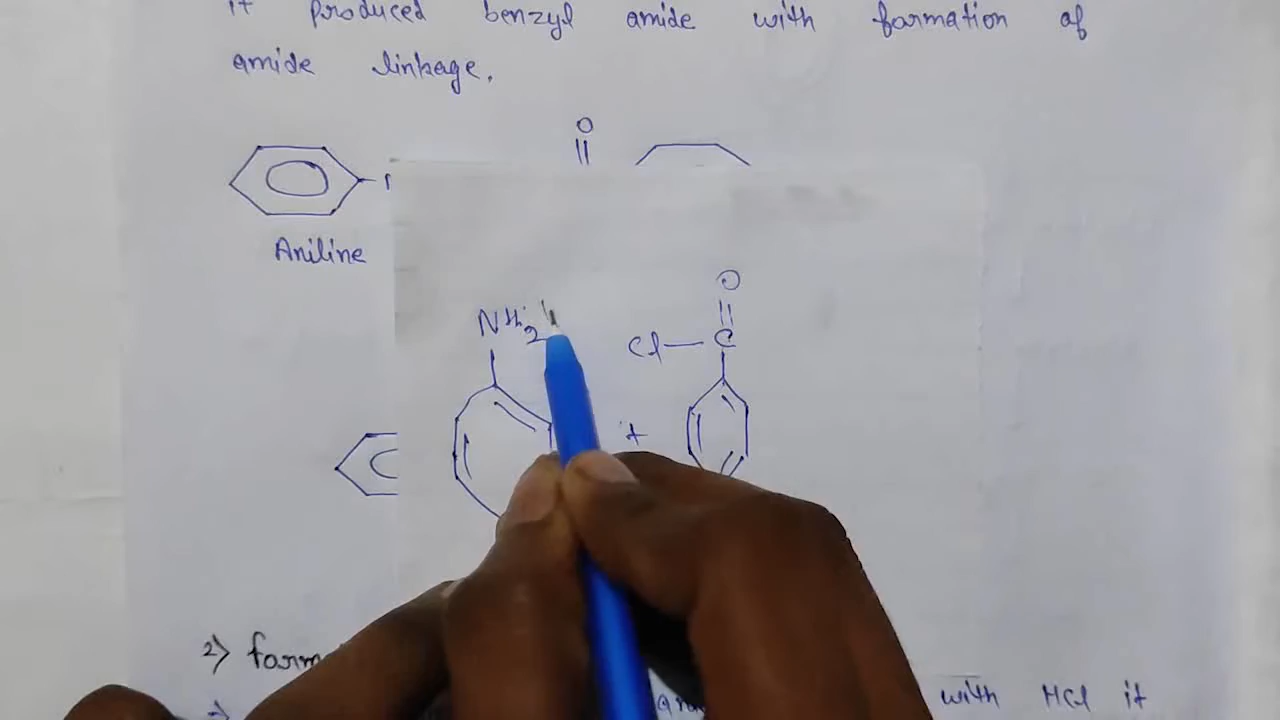 it produced benzyl amide with formation of
amide linkage.
O
||
Aniline
O
||
NH2
Cl — C
+
2) form
with HCl it